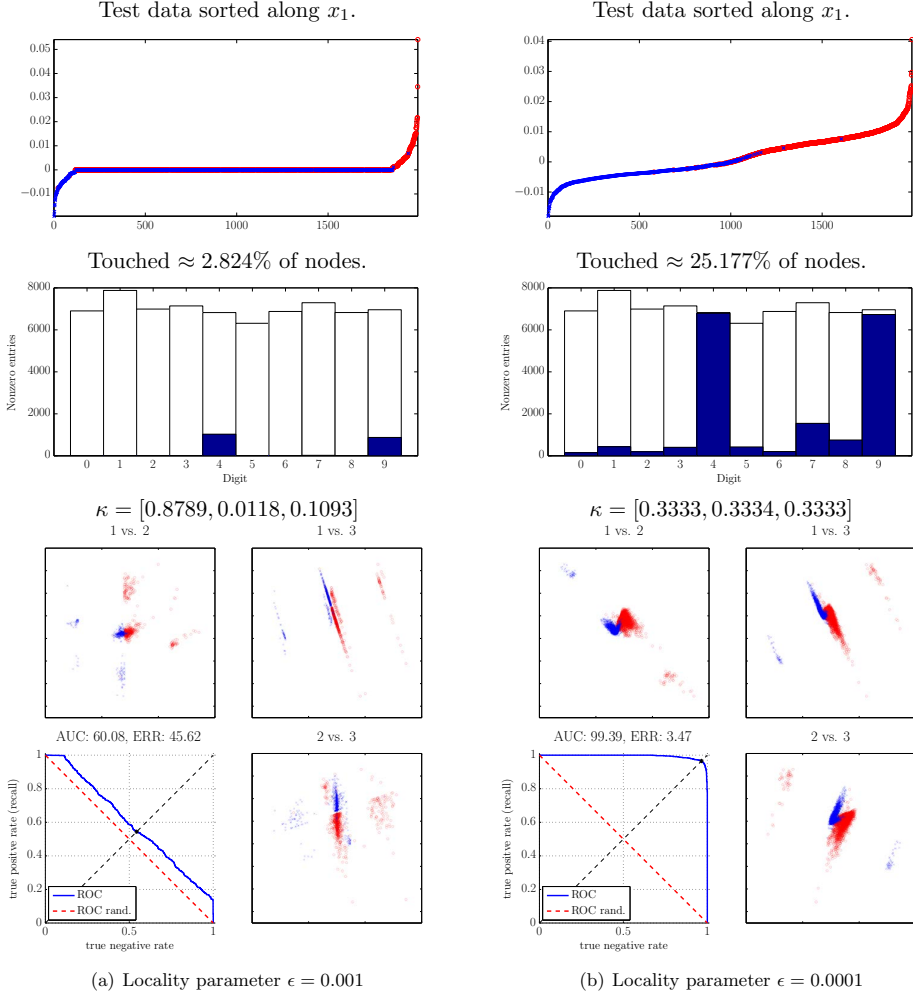 Test data sorted along x₁.
0.05
0.04
0.03
0.02
0.01
0
−0.01
0 500 1000 1500
Touched ≈ 2.824% of nodes.
8000
6000
4000
2000
0
Nonzero entries
0 1 2 3 4 5 6 7 8 9
Digit
κ = [0.8789, 0.0118, 0.1093]
1 vs. 2
1 vs. 3
AUC: 60.08, ERR: 45.62
2 vs. 3
1
0.8
0.6
0.4
0.2
0
true positve rate (recall)
ROC
ROC rand.
0 0.5 1
true negative rate
(a) Locality parameter ϵ = 0.001
Test data sorted along x₁.
0.04
0.03
0.02
0.01
0
−0.01
0 500 1000 1500
Touched ≈ 25.177% of nodes.
8000
6000
4000
2000
0
Nonzero entries
0 1 2 3 4 5 6 7 8 9
Digit
κ = [0.3333, 0.3334, 0.3333]
1 vs. 2
1 vs. 3
AUC: 99.39, ERR: 3.47
2 vs. 3
1
0.8
0.6
0.4
0.2
0
true positve rate (recall)
ROC
ROC rand.
0 0.5 1
true negative rate
(b) Locality parameter ϵ = 0.0001